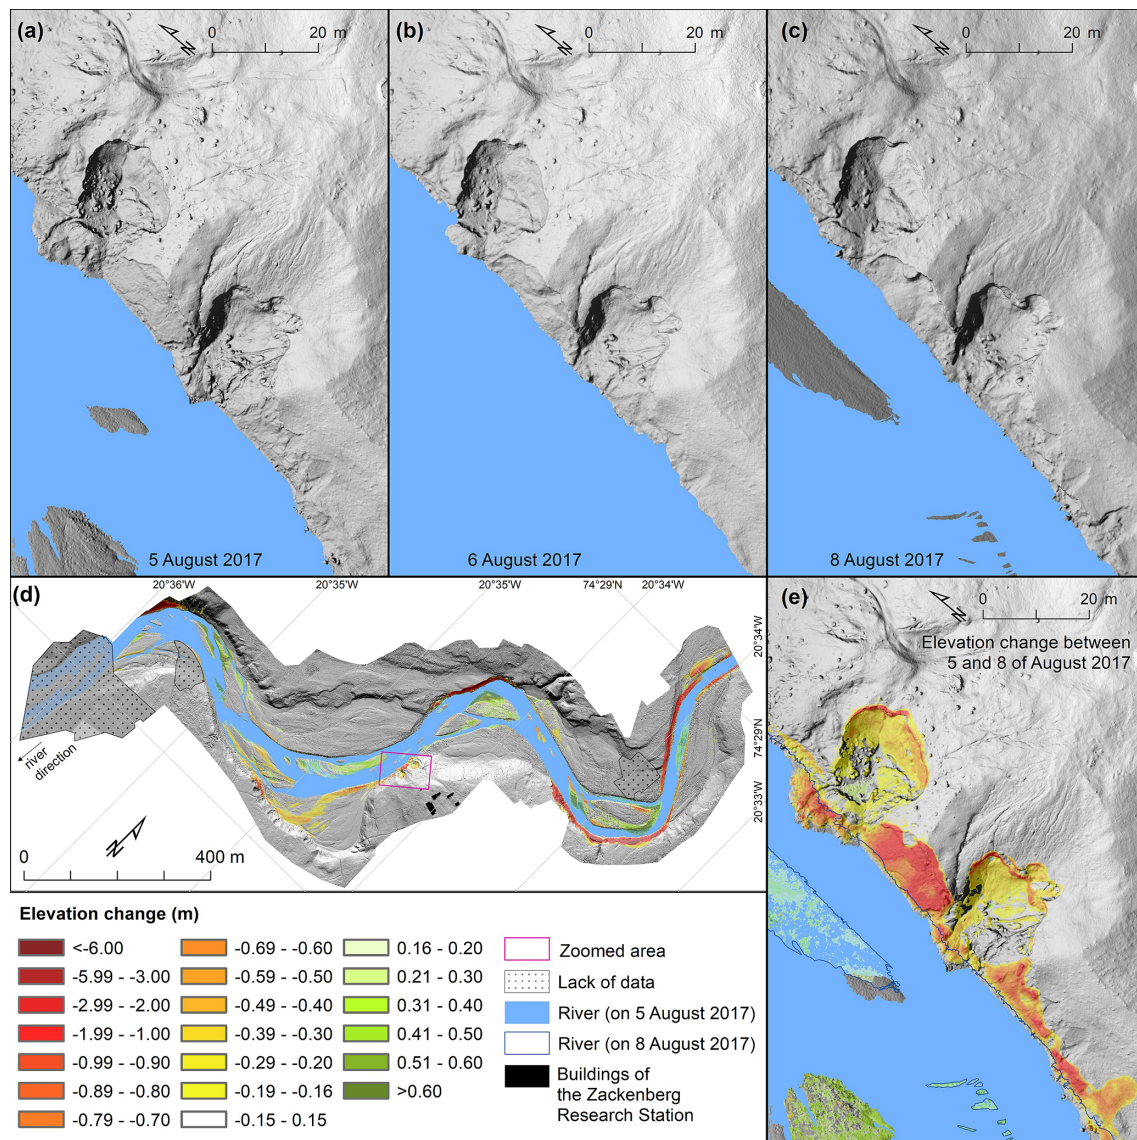 (a)
N
0 20 m
5 August 2017
(b)
N
0 20 m
6 August 2017
(c)
N
0 20 m
8 August 2017
(d)
20°36'W
20°35'W
20°35'W
74°29'N
20°34'W
20°34'W
74°29'N
20°33'W
river
direction
N
0 400 m
(e)
N
0 20 m
Elevation change between
5 and 8 of August 2017
Elevation change (m)
<-6.00
-5.99 - -3.00
-2.99 - -2.00
-1.99 - -1.00
-0.99 - -0.90
-0.89 - -0.80
-0.79 - -0.70
-0.69 - -0.60
-0.59 - -0.50
-0.49 - -0.40
-0.39 - -0.30
-0.29 - -0.20
-0.19 - -0.16
-0.15 - 0.15
0.16 - 0.20
0.21 - 0.30
0.31 - 0.40
0.41 - 0.50
0.51 - 0.60
>0.60
Zoomed area
Lack of data
River (on 5 August 2017)
River (on 8 August 2017)
Buildings of
the Zackenberg
Research Station